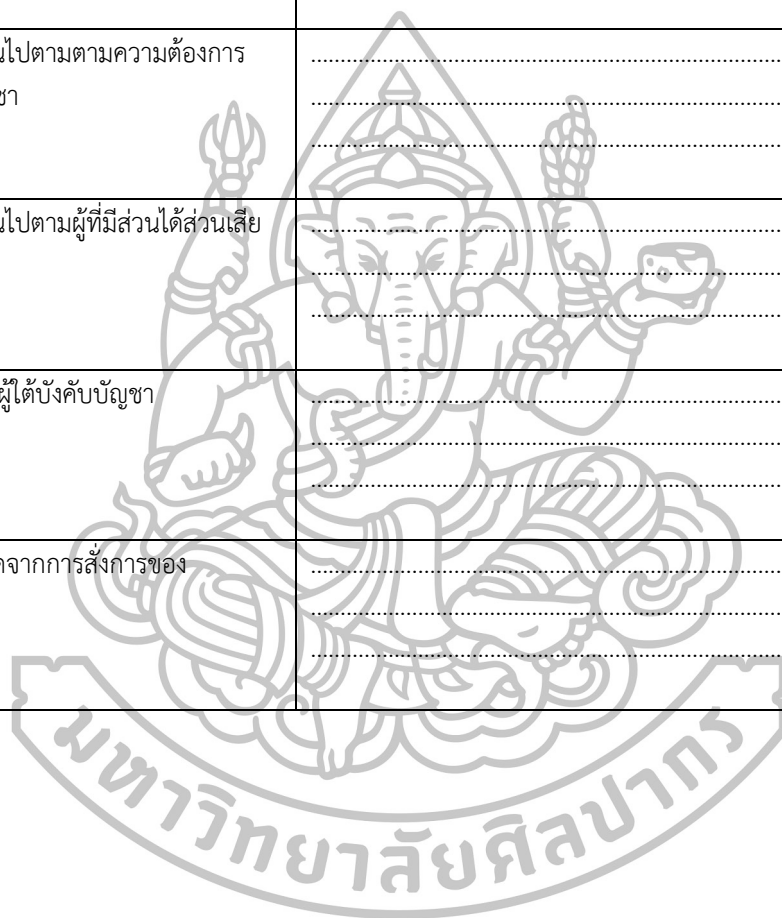 นไปตามตามความต้องการ
ชา
นไปตามผู้ที่มีส่วนได้ส่วนเสีย
ผู้ใต้บังคับบัญชา
จากการสั่งการของ
มหาวิทยาลัยศิลปากร